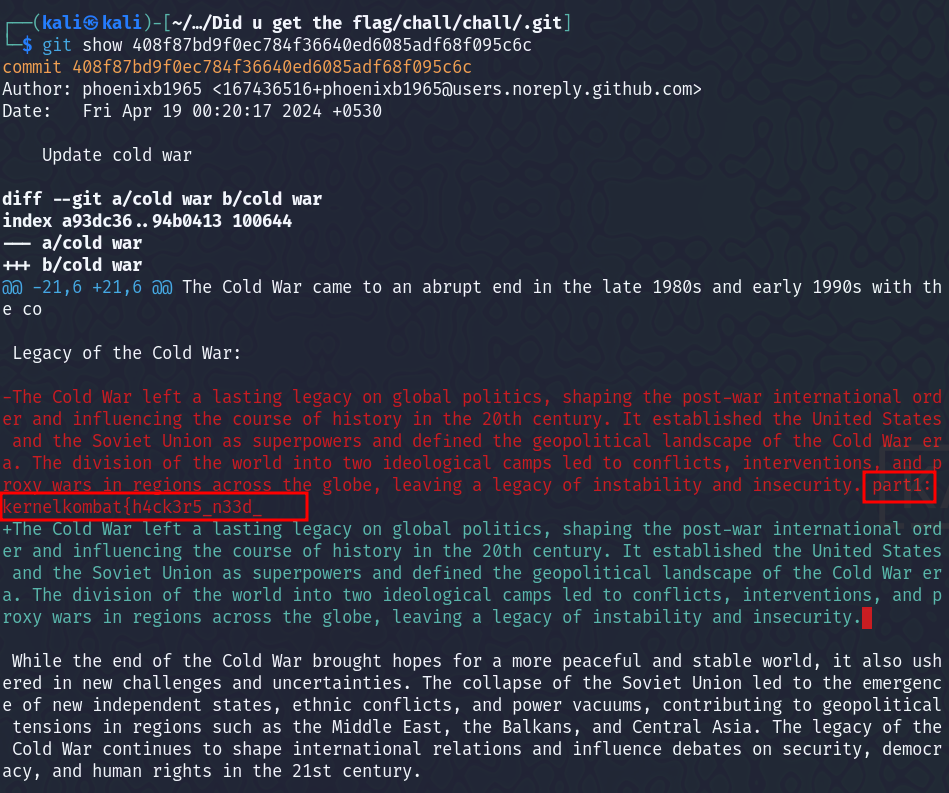 ┌──(kali㉿kali)-[~/…/Did u get the flag/chall/chall/.git]
└─$ git show 408f87bd9f0ec784f36640ed6085adf68f095c6c
commit 408f87bd9f0ec784f36640ed6085adf68f095c6c
Author: phoenixb1965 <167436516+phoenixb1965@users.noreply.github.com>
Date:   Fri Apr 19 00:20:17 2024 +0530

    Update cold war

diff --git a/cold war b/cold war
index a93dc36..94b0413 100644
--- a/cold war
+++ b/cold war
@@ -21,6 +21,6 @@ The Cold War came to an abrupt end in the late 1980s and early 1990s with th
e co

 Legacy of the Cold War:

-The Cold War left a lasting legacy on global politics, shaping the post-war international ord
er and influencing the course of history in the 20th century. It established the United States
 and the Soviet Union as superpowers and defined the geopolitical landscape of the Cold War er
a. The division of the world into two ideological camps led to conflicts, interventions, and p
roxy wars in regions across the globe, leaving a legacy of instability and insecurity. part1:
kernelkombat{h4ck3r5_n33d_
+The Cold War left a lasting legacy on global politics, shaping the post-war international ord
er and influencing the course of history in the 20th century. It established the United States
 and the Soviet Union as superpowers and defined the geopolitical landscape of the Cold War er
a. The division of the world into two ideological camps led to conflicts, interventions, and p
roxy wars in regions across the globe, leaving a legacy of instability and insecurity.

 While the end of the Cold War brought hopes for a more peaceful and stable world, it also ush
ered in new challenges and uncertainties. The collapse of the Soviet Union led to the emergenc
e of new independent states, ethnic conflicts, and power vacuums, contributing to geopolitical
 tensions in regions such as the Middle East, the Balkans, and Central Asia. The legacy of the
 Cold War continues to shape international relations and influence debates on security, democr
acy, and human rights in the 21st century.